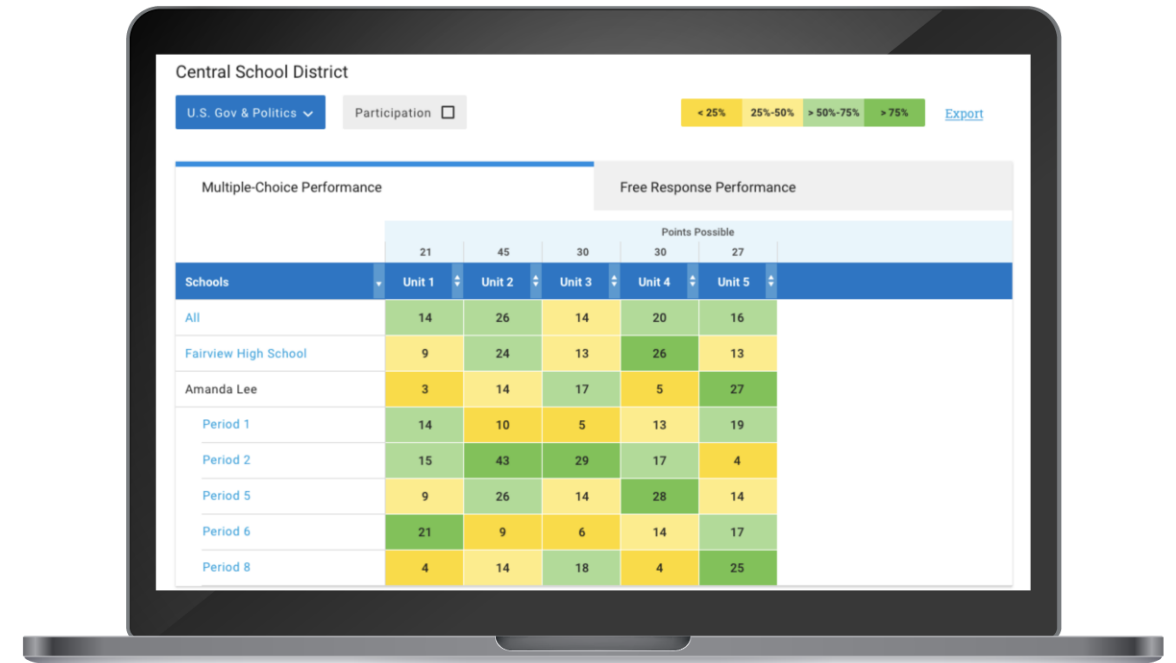 Central School District
U.S. Gov & Politics Participation < 25% 25%-50% > 50%-75% > 75% Export
Multiple-Choice Performance Free Response Performance
Points Possible
21 45 30 30 27
Schools Unit 1 Unit 2 Unit 3 Unit 4 Unit 5
All 14 26 14 20 16
Fairview High School 9 24 13 26 13
Amanda Lee 3 14 17 5 27
Period 1 14 10 5 13 19
Period 2 15 43 29 17 4
Period 5 9 26 14 28 14
Period 6 21 9 6 14 17
Period 8 4 14 18 4 25